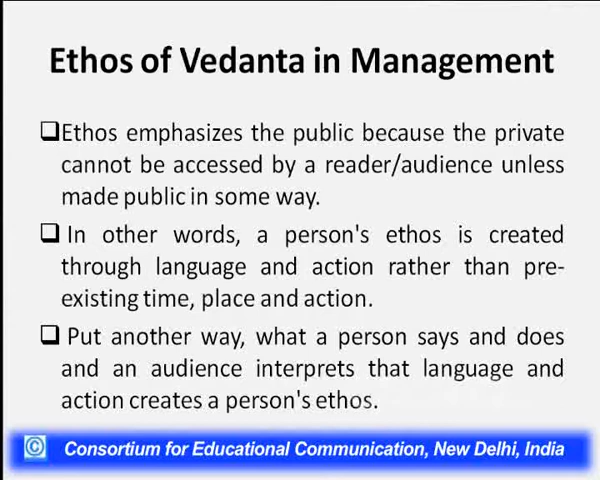 Ethos of Vedanta in Management
❑Ethos emphasizes the public because the private
cannot be accessed by a reader/audience unless
made public in some way.
❑ In other words, a person's ethos is created
through language and action rather than pre-
existing time, place and action.
❑ Put another way, what a person says and does
and an audience interprets that language and
action creates a person's ethos.
© Consortium for Educational Communication, New Delhi, India